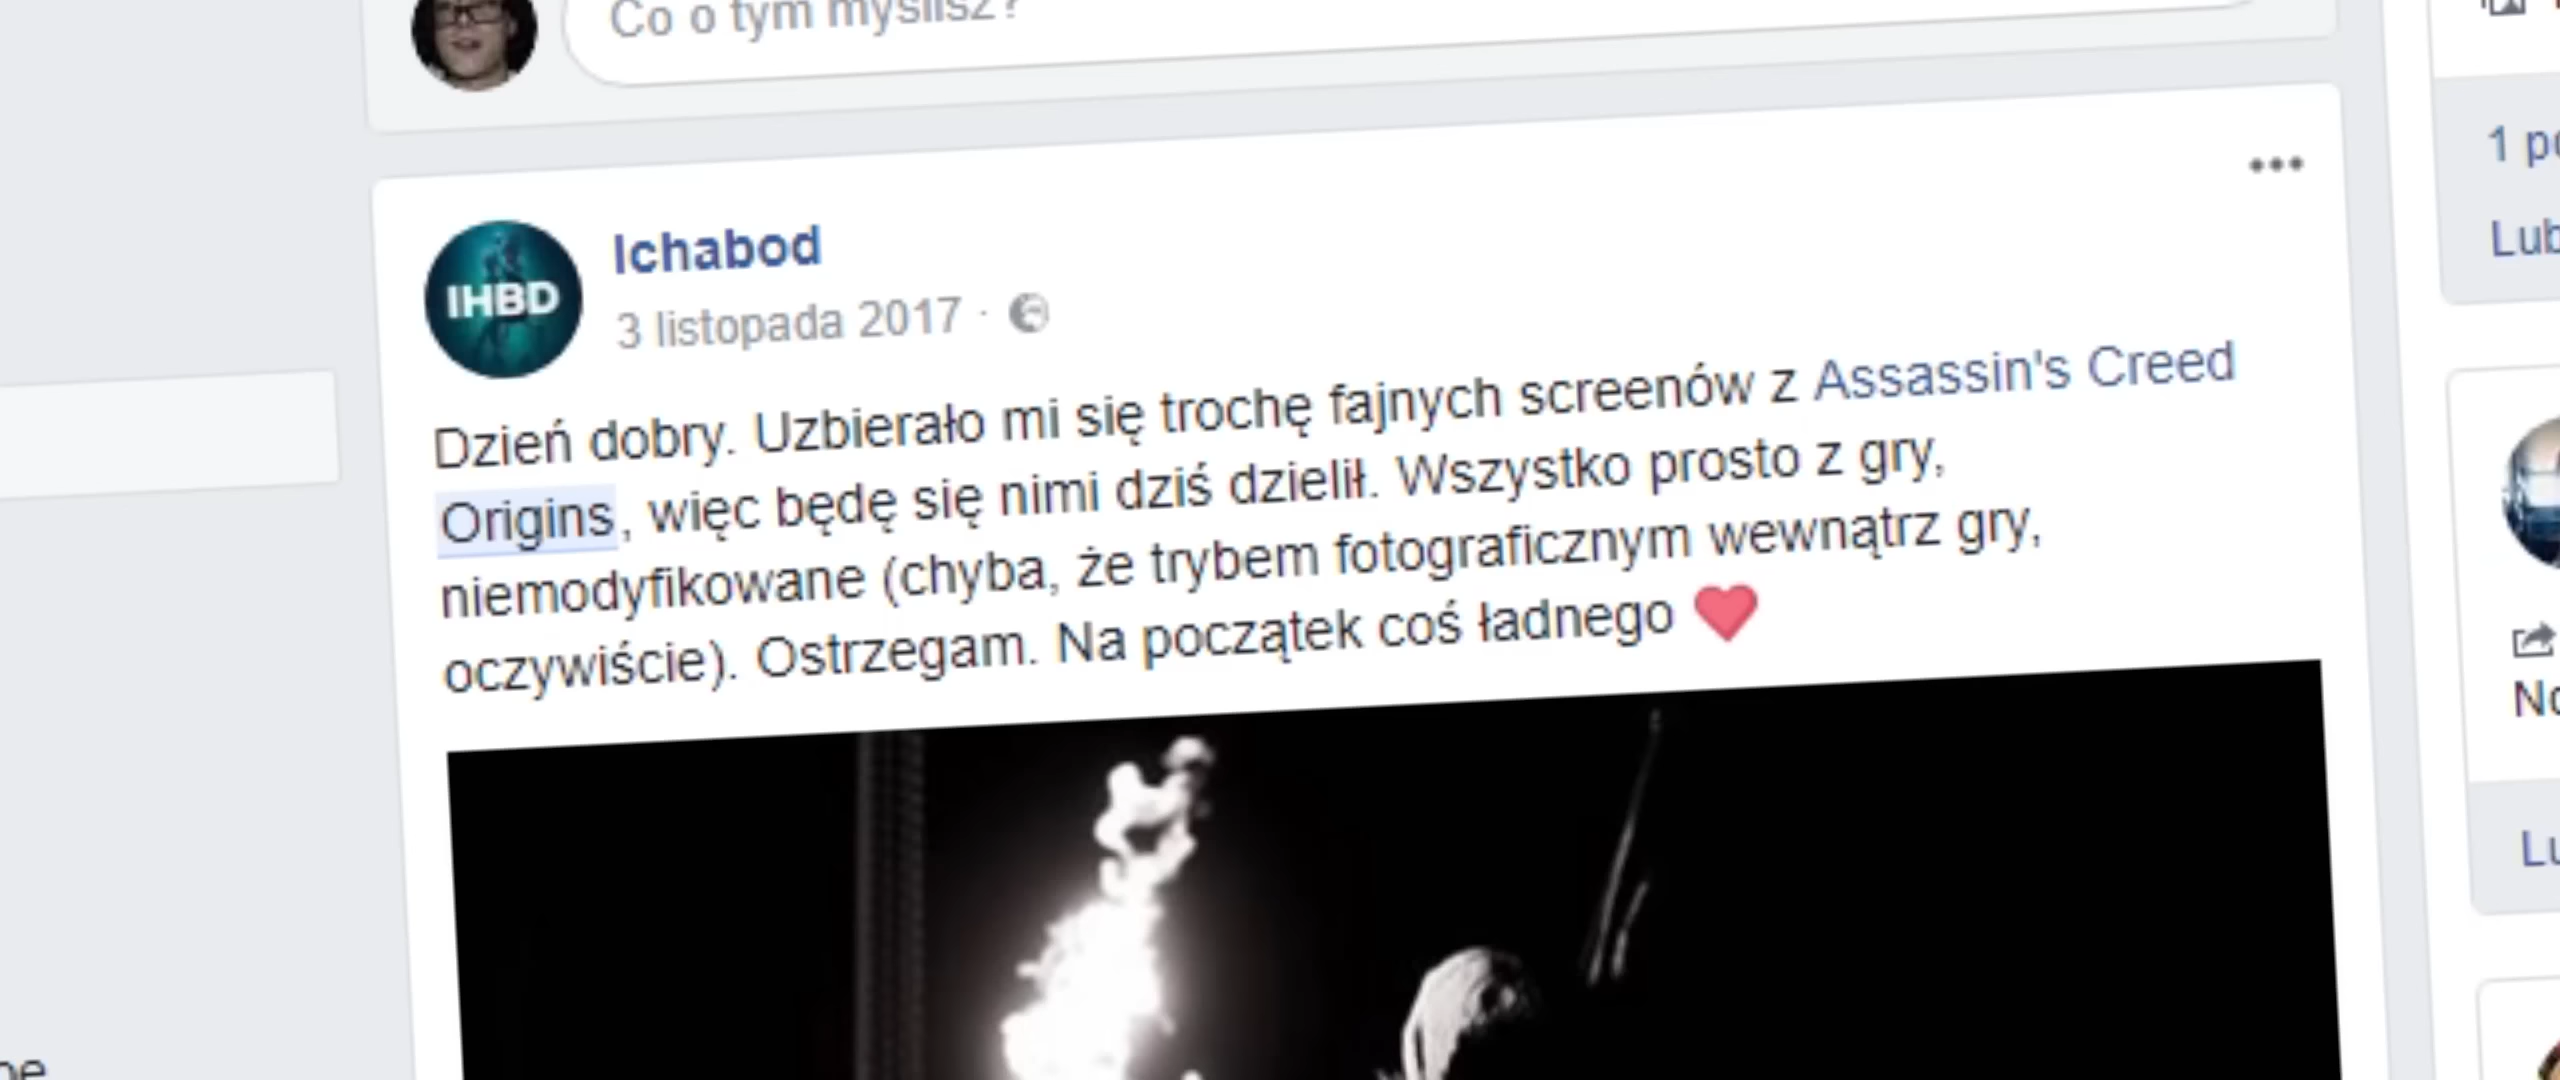 Co o tym myślisz?
IHBD
Ichabod
3 listopada 2017 ·
Dzień dobry. Uzbierało mi się trochę fajnych screenów z Assassin's Creed
Origins, więc będę się nimi dziś dzielił. Wszystko prosto z gry,
niemodyfikowane (chyba, że trybem fotograficznym wewnątrz gry,
oczywiście). Ostrzegam. Na początek coś ładnego ❤
1